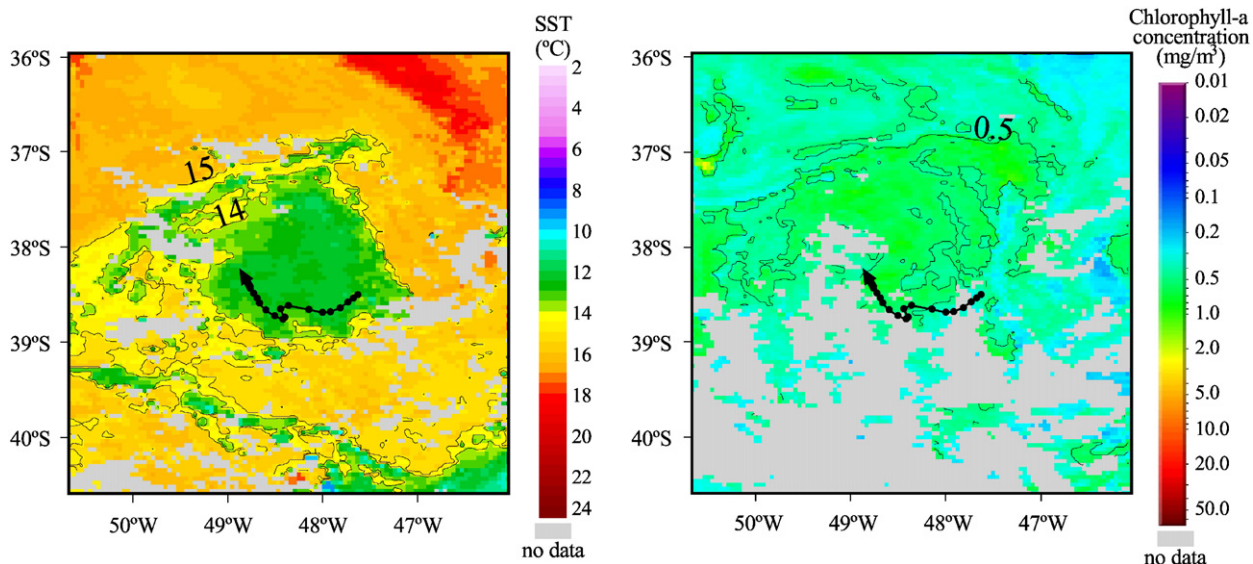 SST
(ºC)
36ºS
37ºS
38ºS
39ºS
40ºS
50ºW
49ºW
48ºW
47ºW
15
14
2
4
6
8
10
12
14
16
18
20
22
24
no data
Chlorophyll-a
concentration
(mg/m³)
36ºS
37ºS
38ºS
39ºS
40ºS
50ºW
49ºW
48ºW
47ºW
0.5
0.01
0.02
0.05
0.1
0.2
0.5
1.0
2.0
5.0
10.0
20.0
50.0
no data